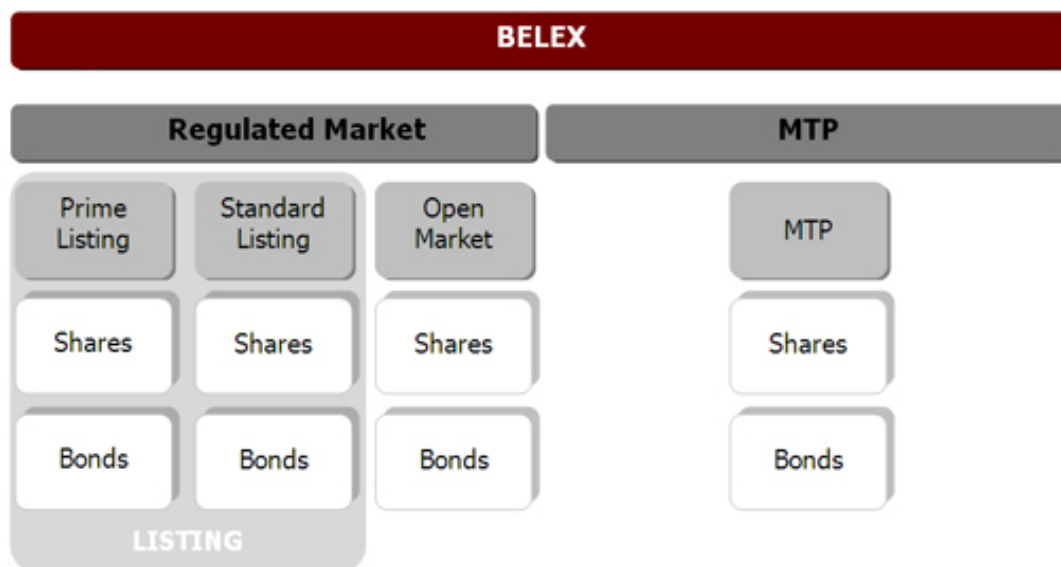 BELEX
Regulated Market
MTP
Prime
Listing
Standard
Listing
Open
Market
MTP
Shares
Shares
Shares
Shares
Bonds
Bonds
Bonds
Bonds
LISTING